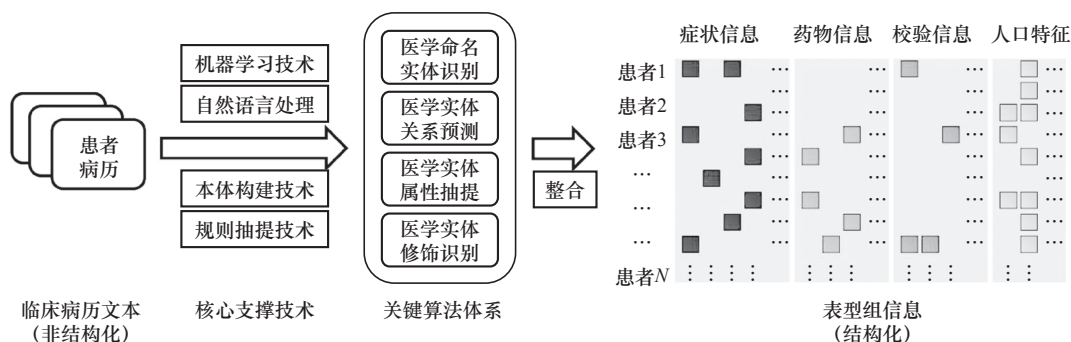 患者
病历
临床病历文本
（非结构化）
机器学习技术
自然语言处理
本体构建技术
规则抽提技术
核心支撑技术
医学命名
实体识别
医学实体
关系预测
医学实体
属性抽提
医学实体
修饰识别
关键算法体系
整合
症状信息 药物信息 校验信息 人口特征
患者1 … … … …
…
患者2 … … … …
患者3 … … … …
… … … …
… … … … …
… … … … …
… … … …
… … … … …
患者N
表型组信息
（结构化）